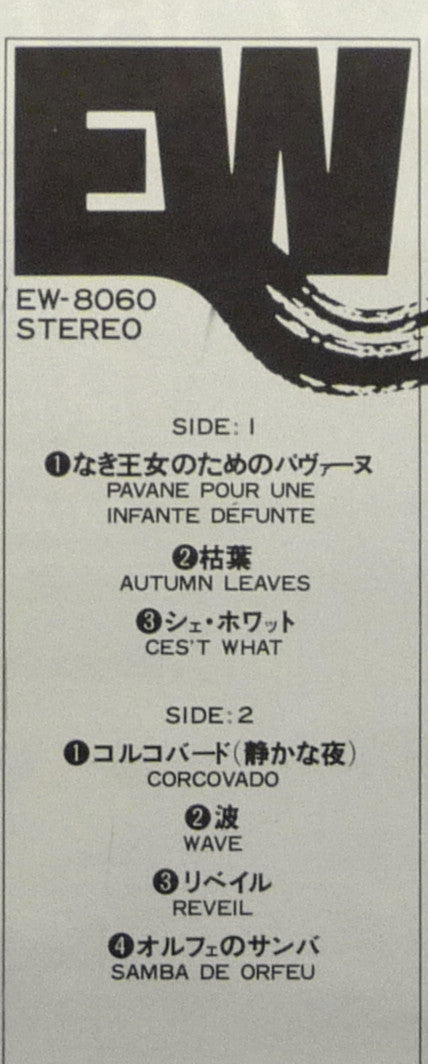 EW
EW-8060
STEREO
SIDE: 1
❶なき王女のためのパヴァーヌ
PAVANE POUR UNE
INFANTE DÉFUNTE
❷枯葉
AUTUMN LEAVES
❸シェ・ホワット
CES'T WHAT
SIDE: 2
❶コルコバード(静かな夜)
CORCOVADO
❷波
WAVE
❸リベイル
REVEIL
❹オルフェのサンバ
SAMBA DE ORFEU